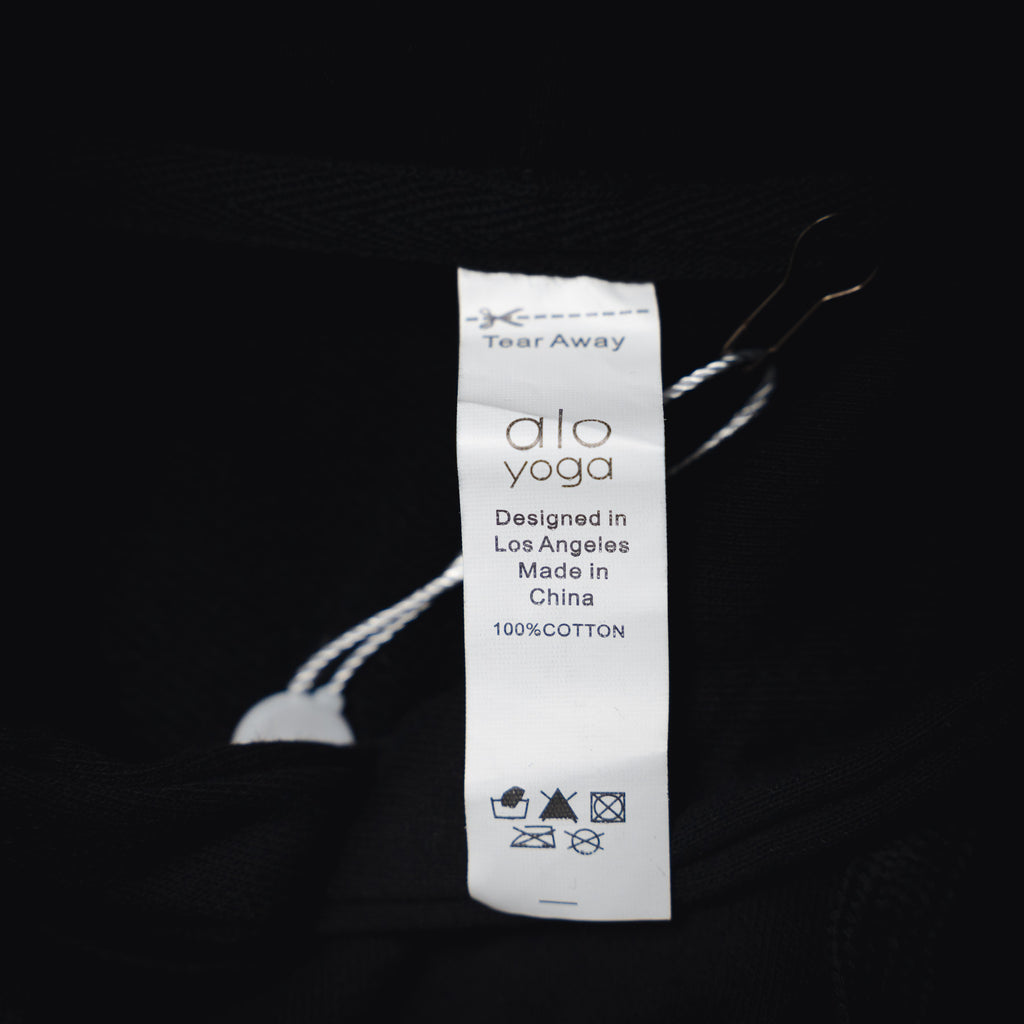 Tear Away
alo
yoga
Designed in
Los Angeles
Made in
China
100%COTTON